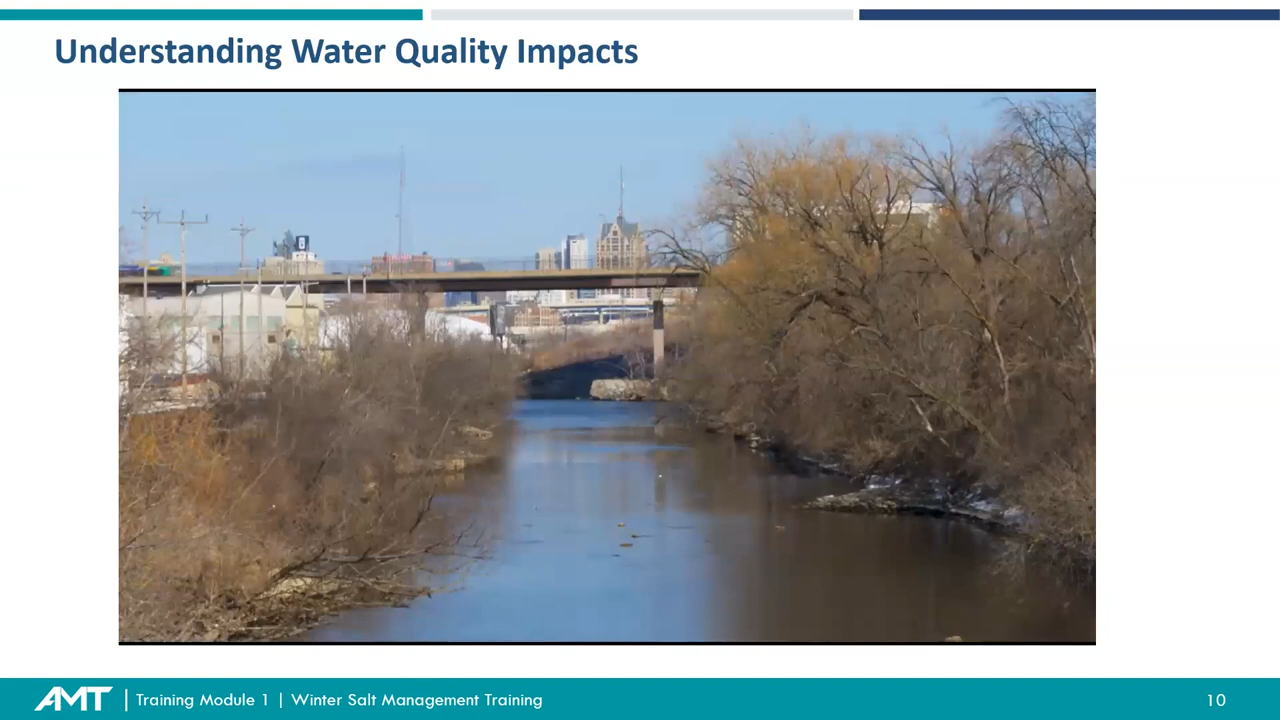 Understanding Water Quality Impacts
AMT | Training Module 1 | Winter Salt Management Training
10